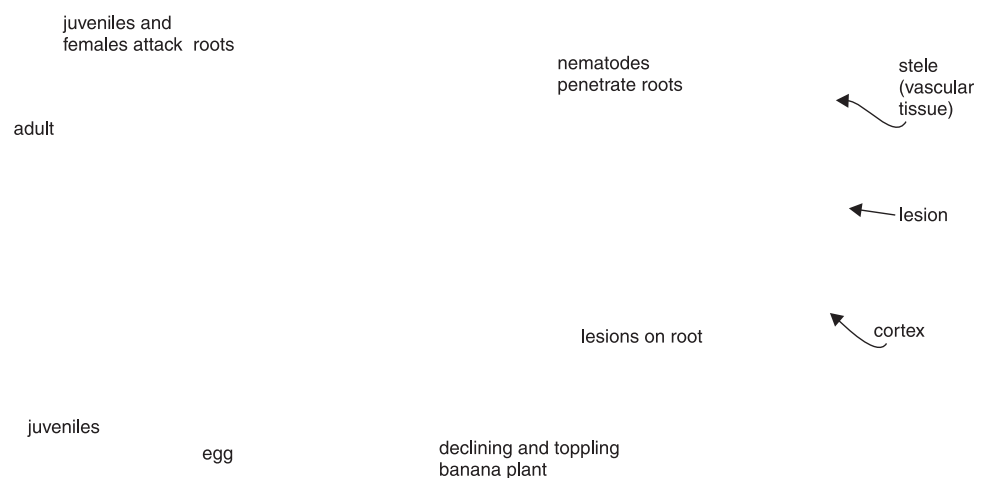 juveniles and
females attack roots
nematodes
penetrate roots
stele
(vascular
tissue)
adult
lesion
cortex
lesions on root
juveniles
egg
declining and toppling
banana plant